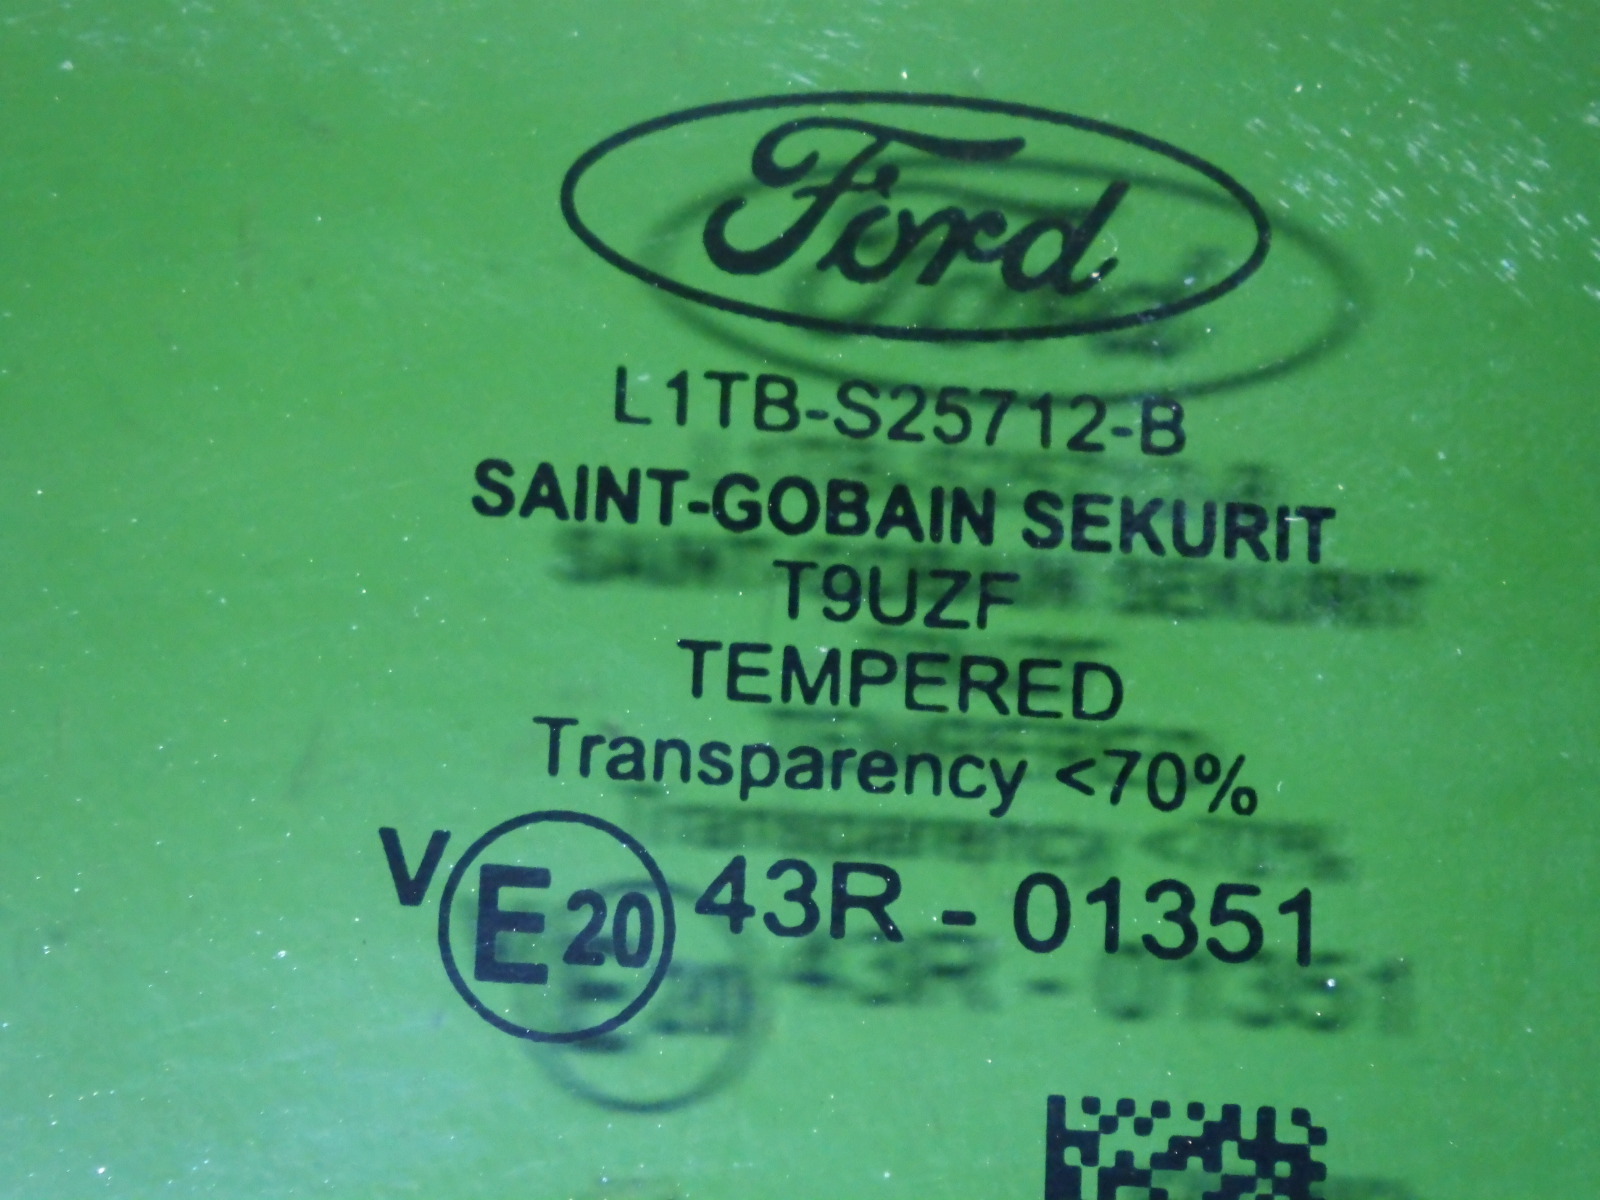 Ford
L1TB-S25712-B
SAINT-GOBAIN SEKURIT
T9UZF
TEMPERED
Transparency <70%
V E20 43R - 01351